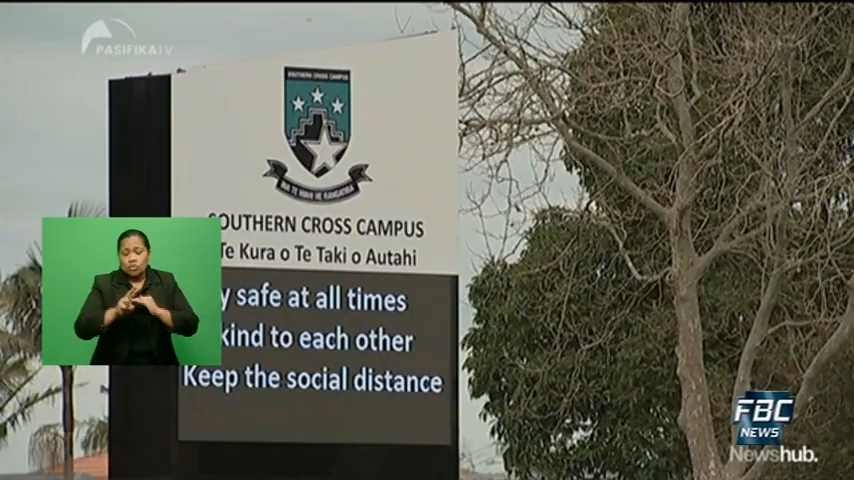 PASIFIKA TV
SOUTHERN CROSS CAMPUS
SOUTHERN CROSS CAMPUS
Te Kura o Te Taki o Autahi
safe at all times
kind to each other
Keep the social distance
FBC
NEWS
Newshub.